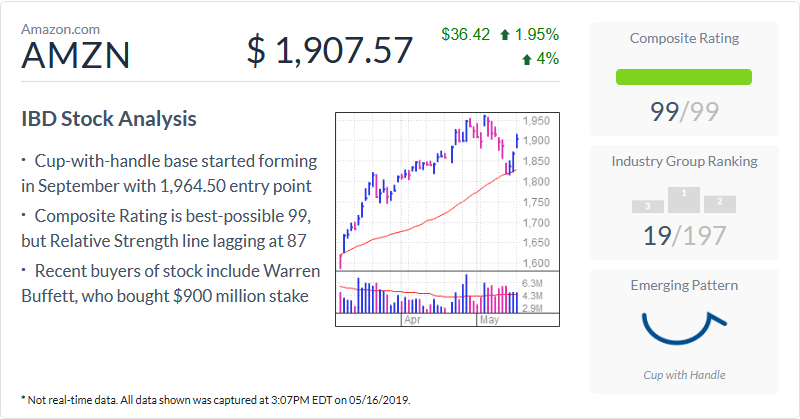 Amazon.com
AMZN
$ 1,907.57
$36.42 1.95%
4%
IBD Stock Analysis
· Cup-with-handle base started forming
in September with 1,964.50 entry point
· Composite Rating is best-possible 99,
but Relative Strength line lagging at 87
· Recent buyers of stock include Warren
Buffett, who bought $900 million stake
1,950
1,900
1,850
1,800
1,750
1,700
1,650
1,600
6.3M
4.3M
2.9M
Apr
May
Composite Rating
99/99
Industry Group Ranking
3 1 2
19/197
Emerging Pattern
Cup with Handle
* Not real-time data. All data shown was captured at 3:07PM EDT on 05/16/2019.